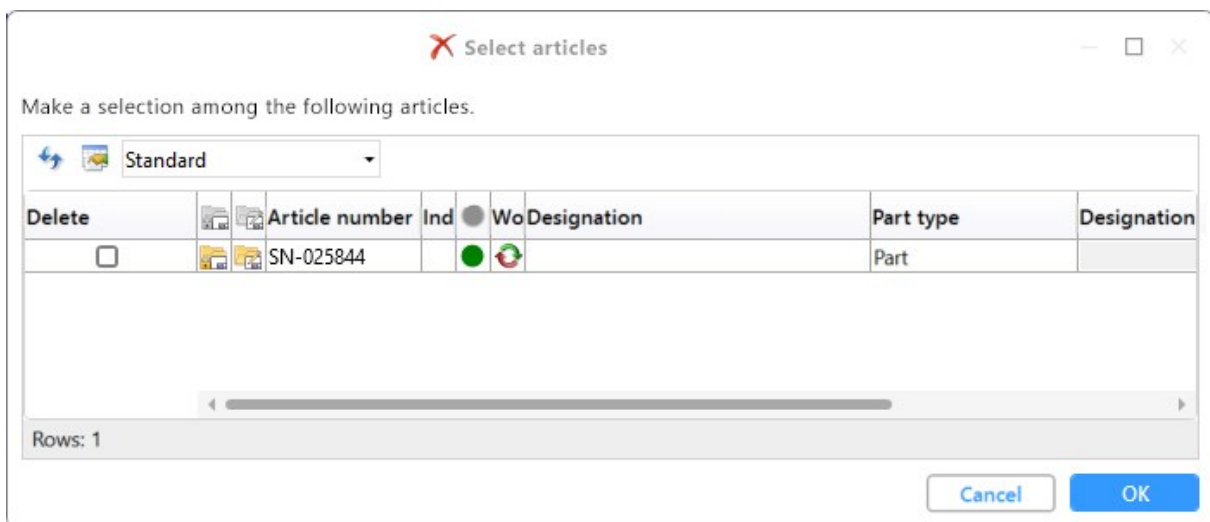 Select articles
Make a selection among the following articles.
Standard
Delete Article number Ind Wo Designation Part type Designation
SN-025844 Part
Rows: 1
Cancel OK